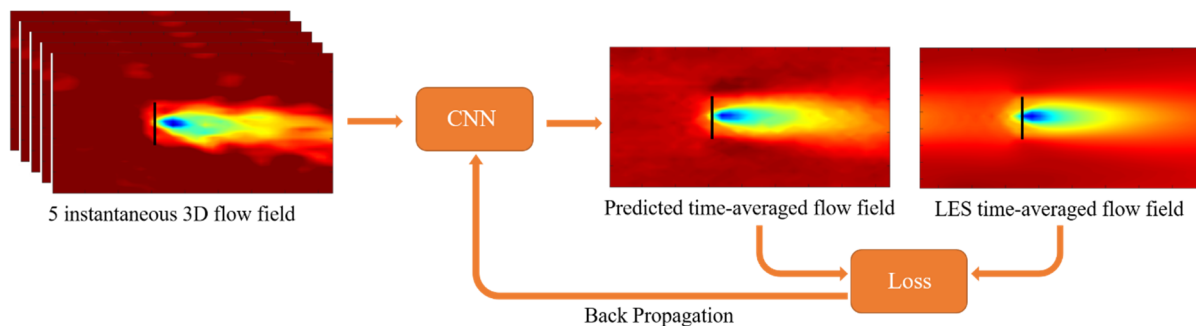 CNN
5 instantaneous 3D flow field
Predicted time-averaged flow field
LES time-averaged flow field
Loss
Back Propagation